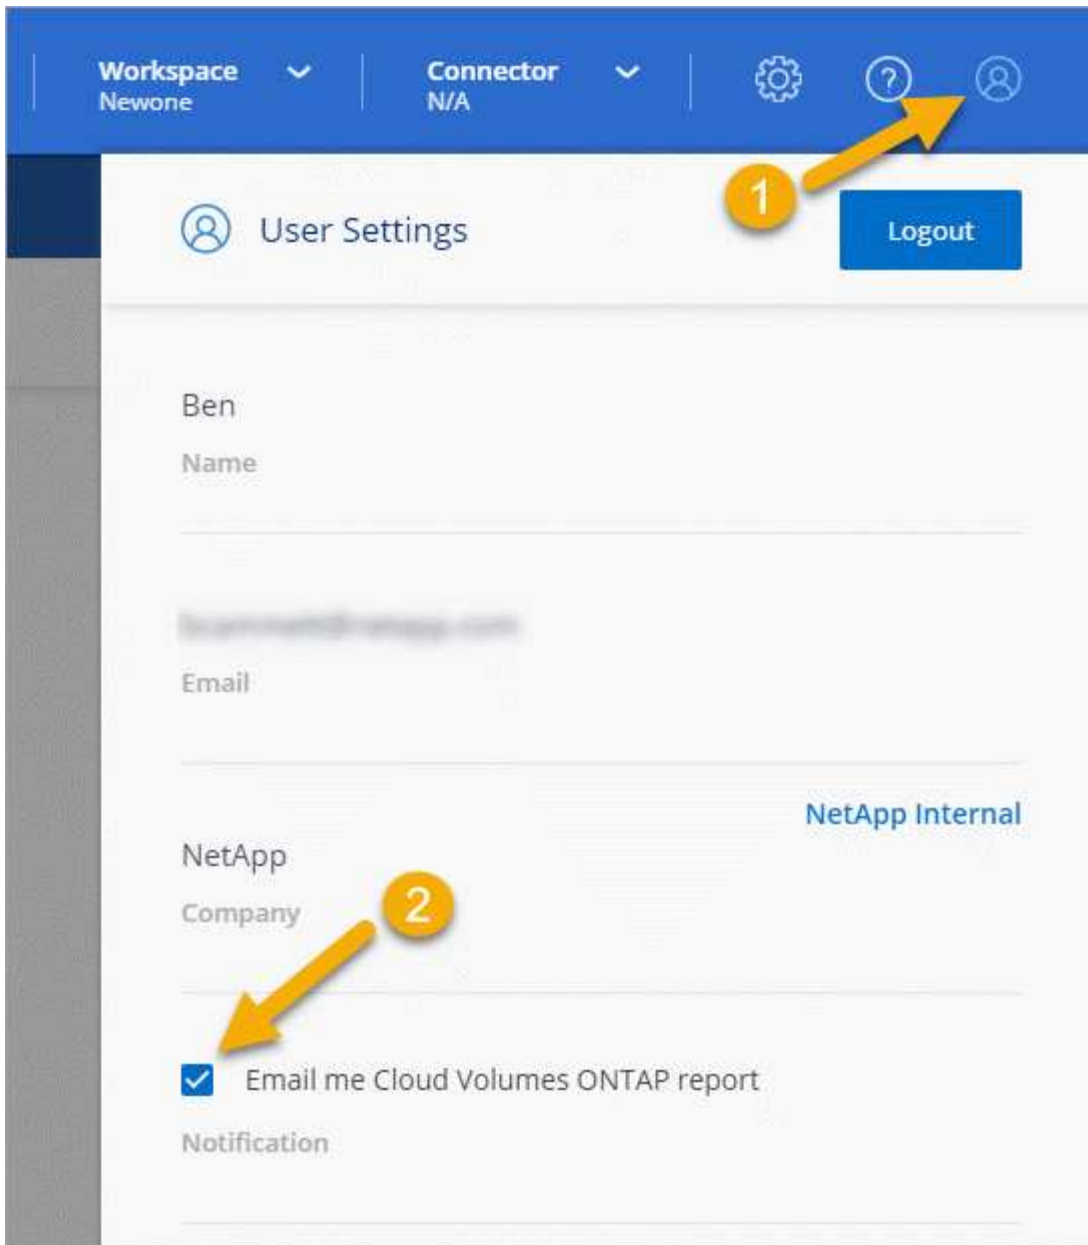 Workspace
Newone
Connector
N/A
?
1
User Settings
Logout
Ben
Name
Email
NetApp Internal
NetApp
Company
2
Email me Cloud Volumes ONTAP report
Notification